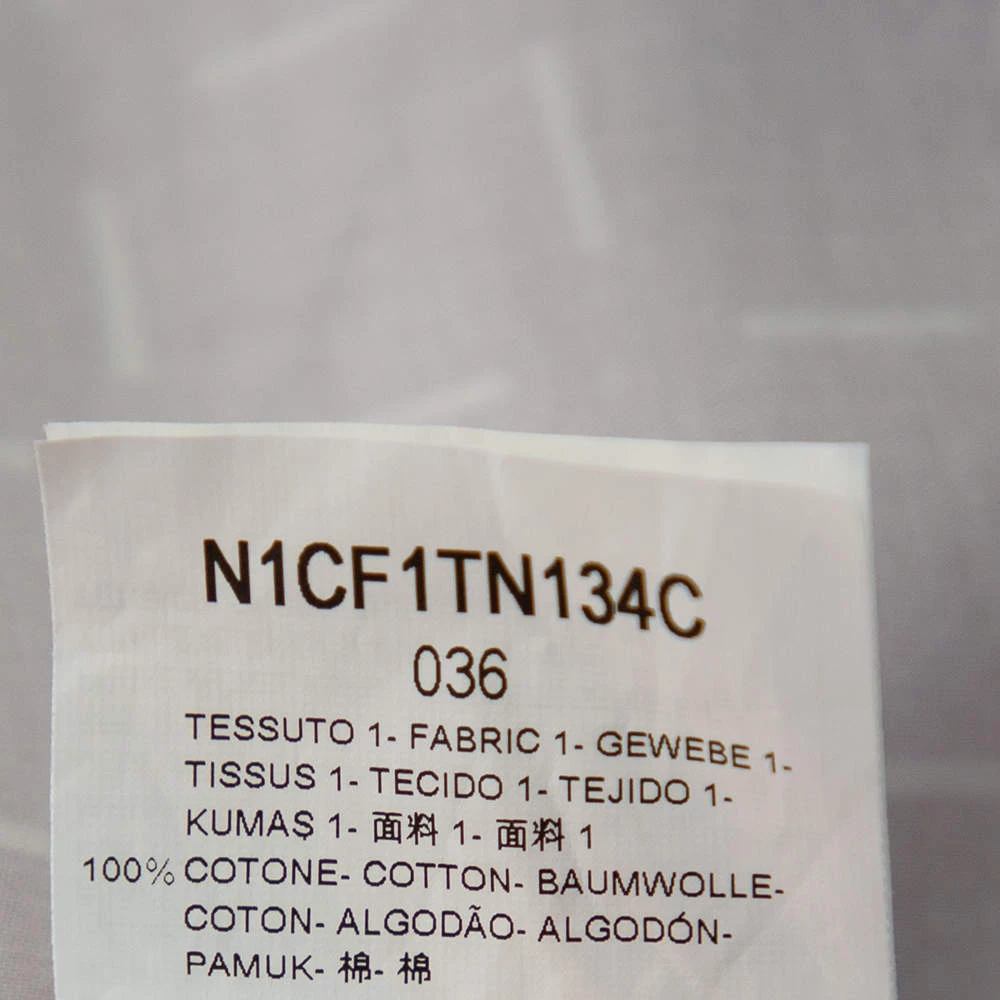 N1CF1TN134C
036
TESSUTO 1- FABRIC 1- GEWEBE 1-
TISSUS 1- TECIDO 1- TEJIDO 1-
KUMAŞ 1- 面料 1- 面料 1
100% COTONE- COTTON- BAUMWOLLE-
COTON- ALGODÃO- ALGODÓN-
PAMUK- 棉- 棉